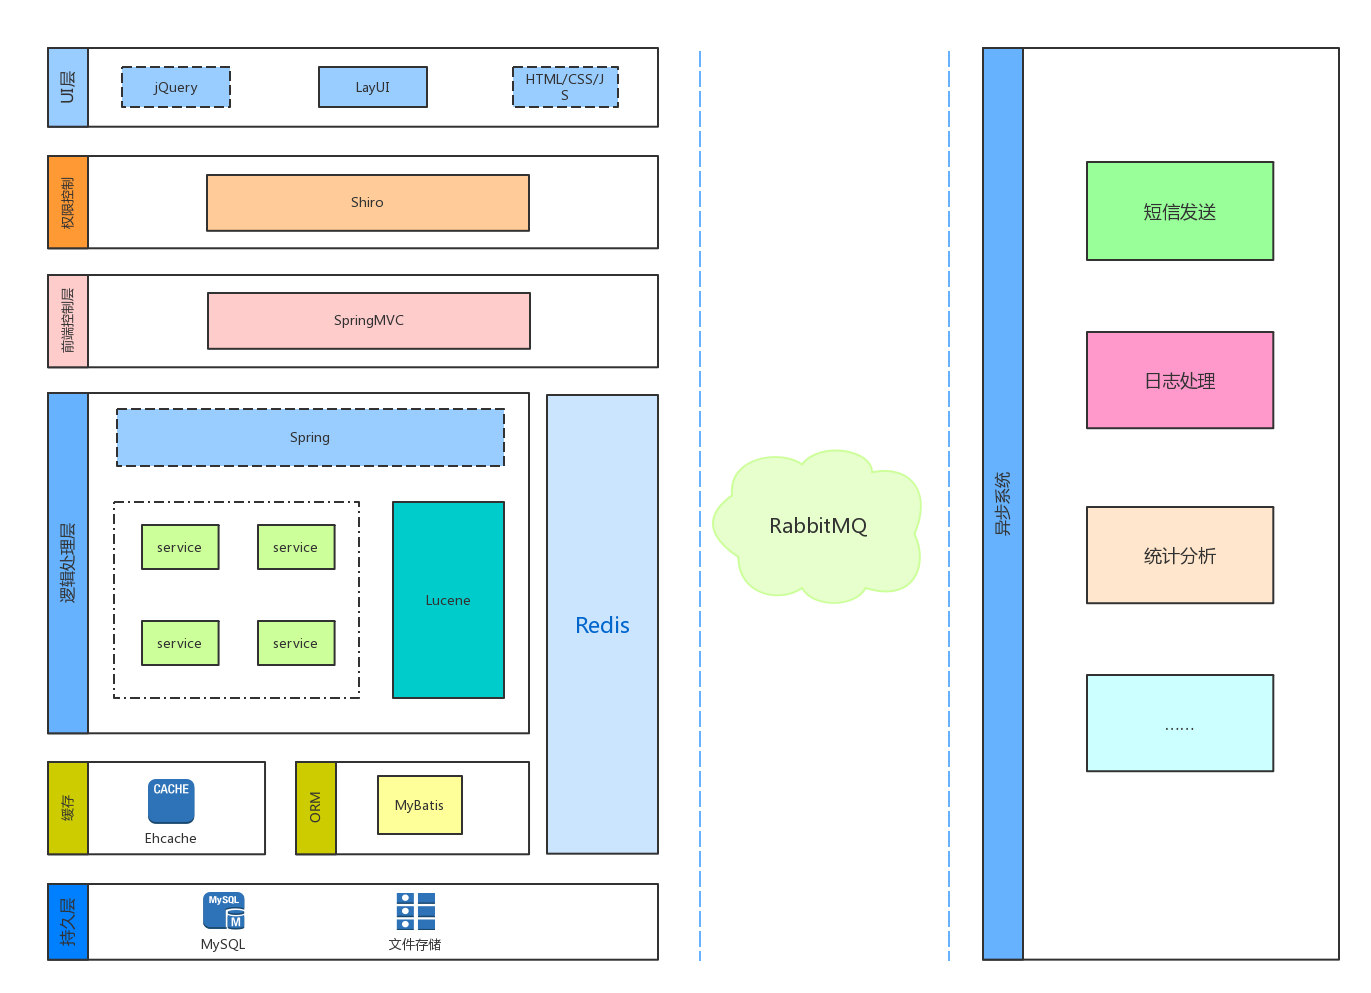 UI层
jQuery
LayUI
HTML/CSS/J
S
权限控制
Shiro
前端控制层
SpringMVC
逻辑处理层
Spring
service
service
service
service
Lucene
Redis
缓存
CACHE
Ehcache
ORM
MyBatis
持久层
MySQL
M
MySQL
文件存储
RabbitMQ
异步系统
短信发送
日志处理
统计分析
……